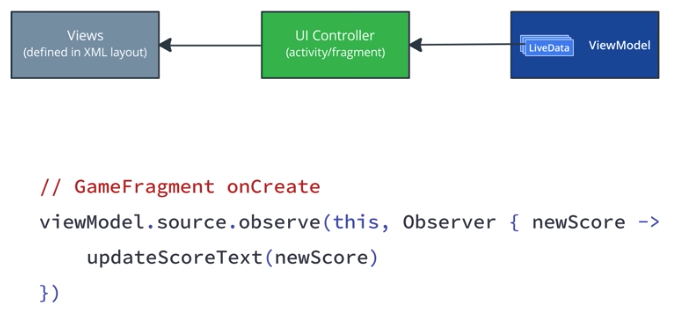 Views
(defined in XML layout)
UI Controller
(activity/fragment)
LiveData
ViewModel
// GameFragment onCreate
viewModel.source.observe(this, Observer { newScore ->
    updateScoreText(newScore)
})